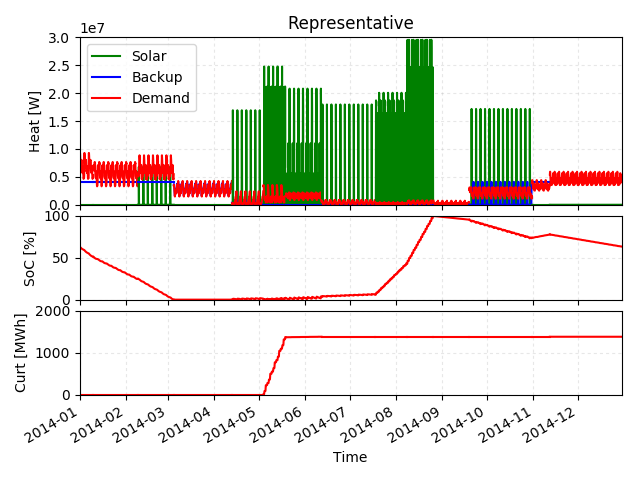 Representative
1e7
Heat [W]
3.0
2.5
2.0
1.5
1.0
0.5
0.0
Solar
Backup
Demand
SoC [%]
100
50
0
Curt [MWh]
2000
1000
0
2014-01
2014-02
2014-03
2014-04
2014-05
2014-06
2014-07
2014-08
2014-09
2014-10
2014-11
2014-12
Time